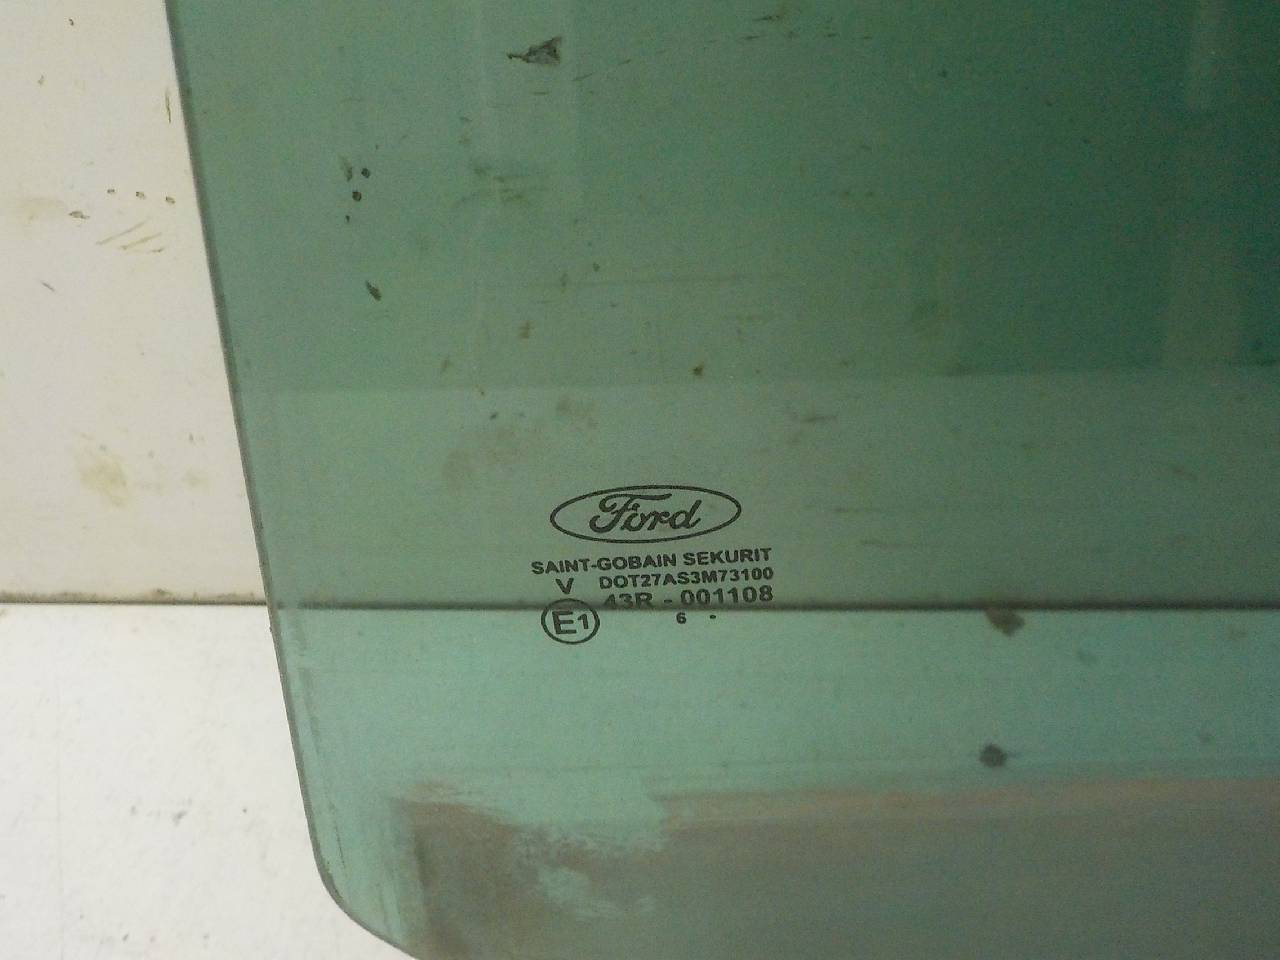 Ford
SAINT-GOBAIN SEKURIT
V DOT27AS3M73100
43R - 001108
E1 6 .